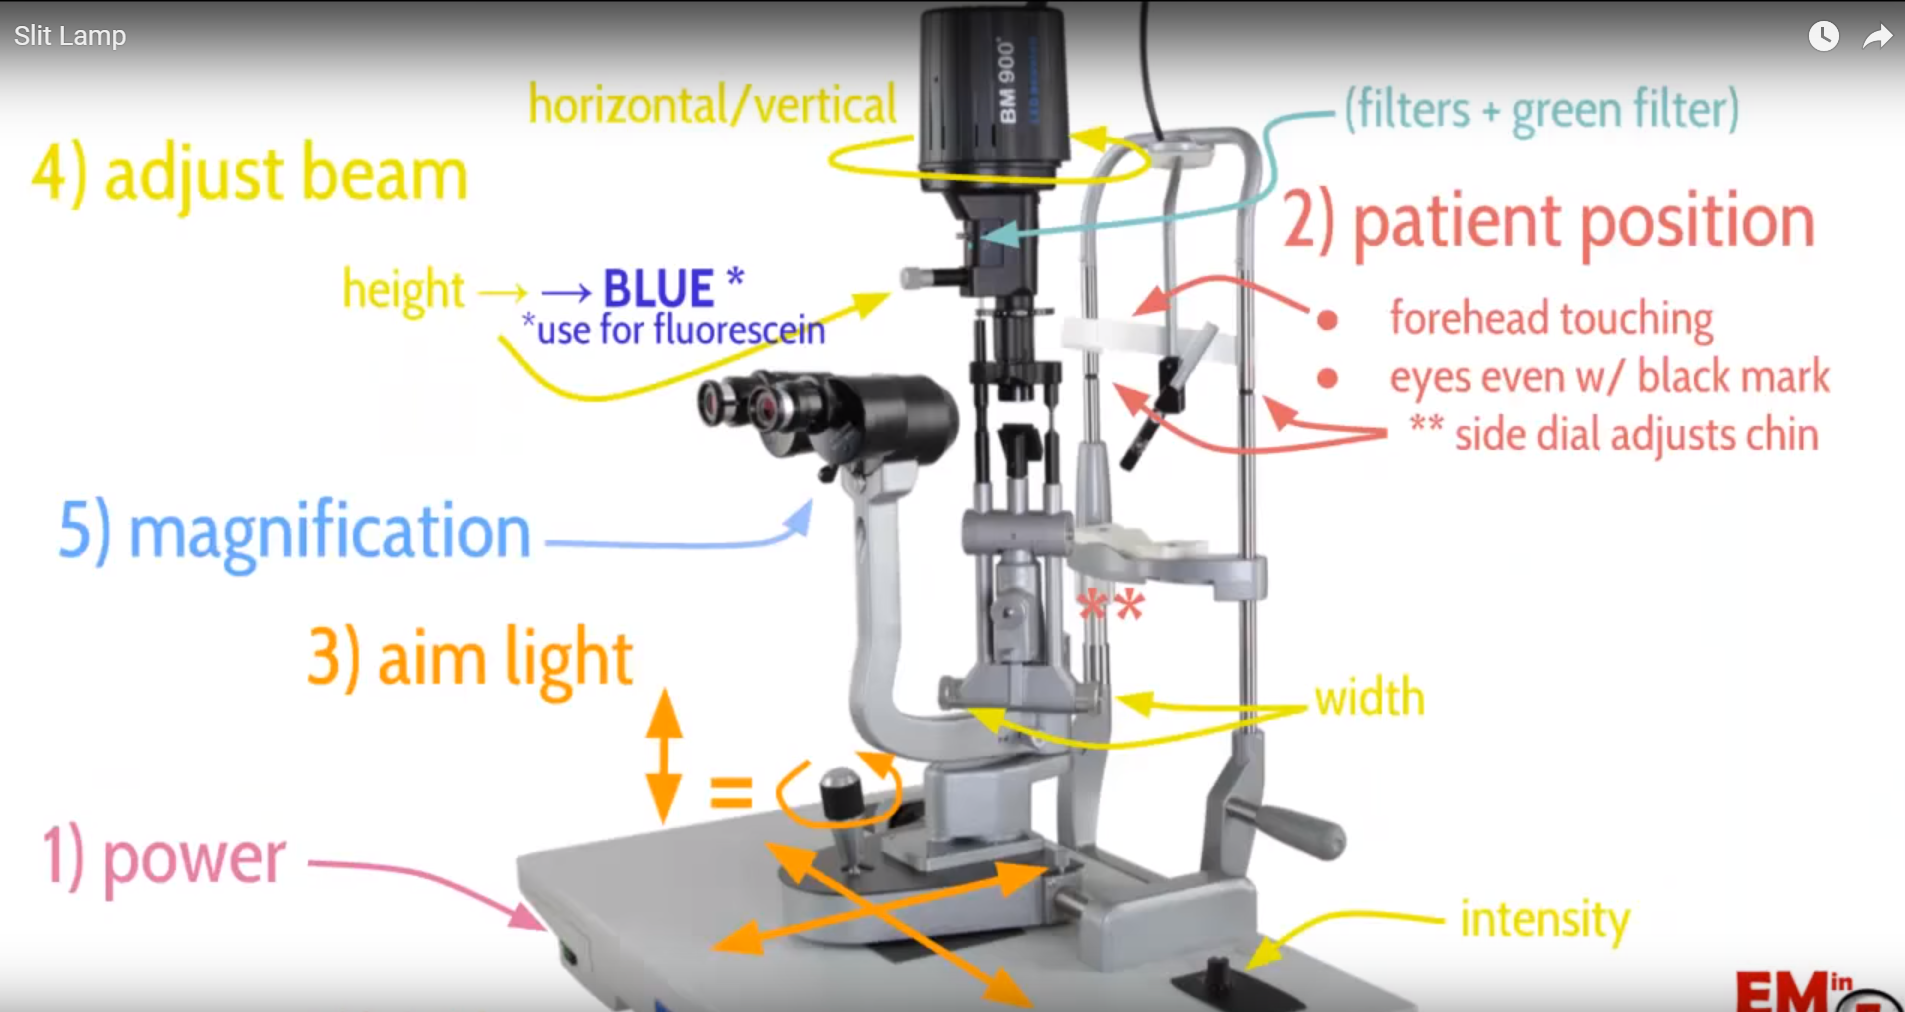 Slit Lamp
BM 900®
horizontal/vertical
(filters + green filter)
4) adjust beam
2) patient position
height → → BLUE *
*use for fluorescein
• forehead touching
• eyes even w/ black mark
** side dial adjusts chin
5) magnification
**
3) aim light
width
=
1) power
intensity
EM in